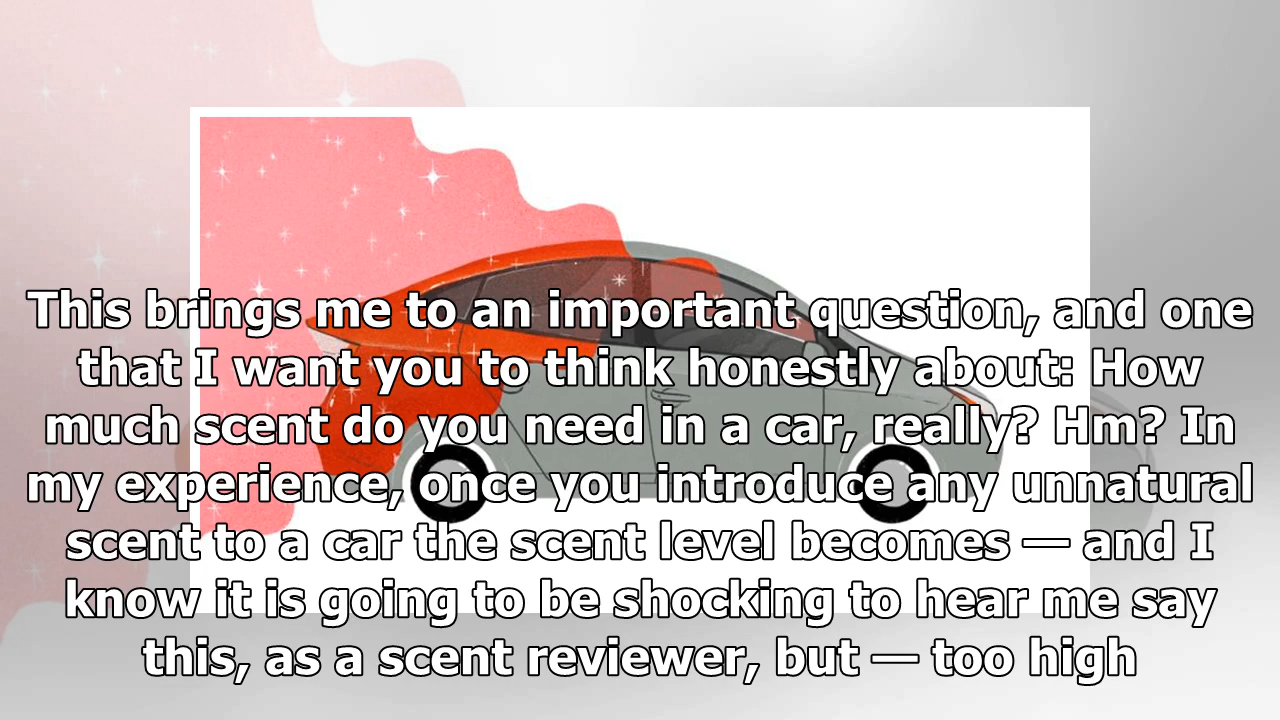 This brings me to an important question, and one
that I want you to think honestly about: How
much scent do you need in a car, really? Hm? In
my experience, once you introduce any unnatural
scent to a car the scent level becomes — and I
know it is going to be shocking to hear me say
this, as a scent reviewer, but — too high